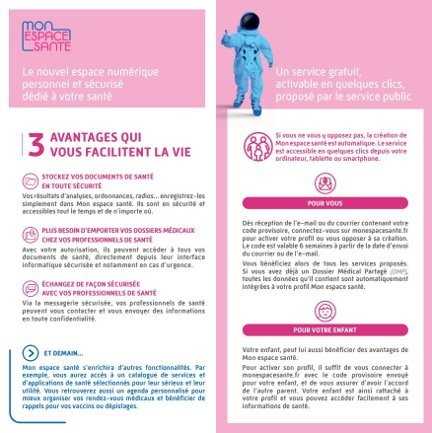 mon
ESPACE
SANTÉ
Le nouvel espace numérique
personnel et sécurisé
dédié à votre santé
3 AVANTAGES QUI
VOUS FACILITENT LA VIE
STOCKEZ VOS DOCUMENTS DE SANTÉ
EN TOUTE SÉCURITÉ
Vos résultats d'analyses, ordonnances, radios... enregistrez-les
simplement dans Mon espace santé. Ils sont en sécurité et
accessibles tout le temps et de n'importe où.
PLUS BESOIN D'EMPORTER VOS DOSSIERS MÉDICAUX
CHEZ VOS PROFESSIONNELS DE SANTÉ
Avec votre autorisation, ils peuvent accéder à tous vos
documents de santé, directement depuis leur interface
informatique sécurisée et notamment en cas d'urgence.
ÉCHANGEZ DE FAÇON SÉCURISÉE
AVEC VOS PROFESSIONNELS DE SANTÉ
Via la messagerie sécurisée, vos professionnels de santé
peuvent vous contacter et vous envoyer des informations
en toute confidentialité.
ET DEMAIN...
Mon espace santé s'enrichira d'autres fonctionnalités. Par
exemple, vous aurez accès à un catalogue de services et
d'applications de santé sélectionnés pour leur sérieux et leur
utilité. Vous retrouverez aussi un agenda personnalisé pour
mieux organiser vos rendez-vous médicaux et bénéficier de
rappels pour vos vaccins ou dépistages.
Un service gratuit,
activable en quelques clics,
proposé par le service public
Si vous ne vous y opposez pas, la création de
Mon espace santé est automatique. Le service
est accessible en quelques clics depuis votre
ordinateur, tablette ou smartphone.
POUR VOUS
Dès réception de l'e-mail ou du courrier contenant votre
code provisoire, connectez-vous sur monespacesante.fr
pour activer votre profil ou vous opposer à sa création.
Le code est valable 6 semaines à partir de la date d'envoi
du courrier ou de l'e-mail.
Vous bénéficiez alors de tous les services proposés.
Si vous avez déjà un Dossier Médical Partagé (DMP),
toutes les données qu'il contient sont automatiquement
intégrées à votre profil Mon espace santé.
POUR VOTRE ENFANT
Votre enfant, peut lui aussi bénéficier des avantages de
Mon espace santé.
Pour activer son profil, il suffit de vous connecter à
monespacesante.fr avec le code provisoire envoyé
pour votre enfant, et de vous assurer d'avoir l'accord
de l'autre parent. Votre enfant est ainsi rattaché à
votre profil et vous pouvez accéder facilement à ses
informations de santé.